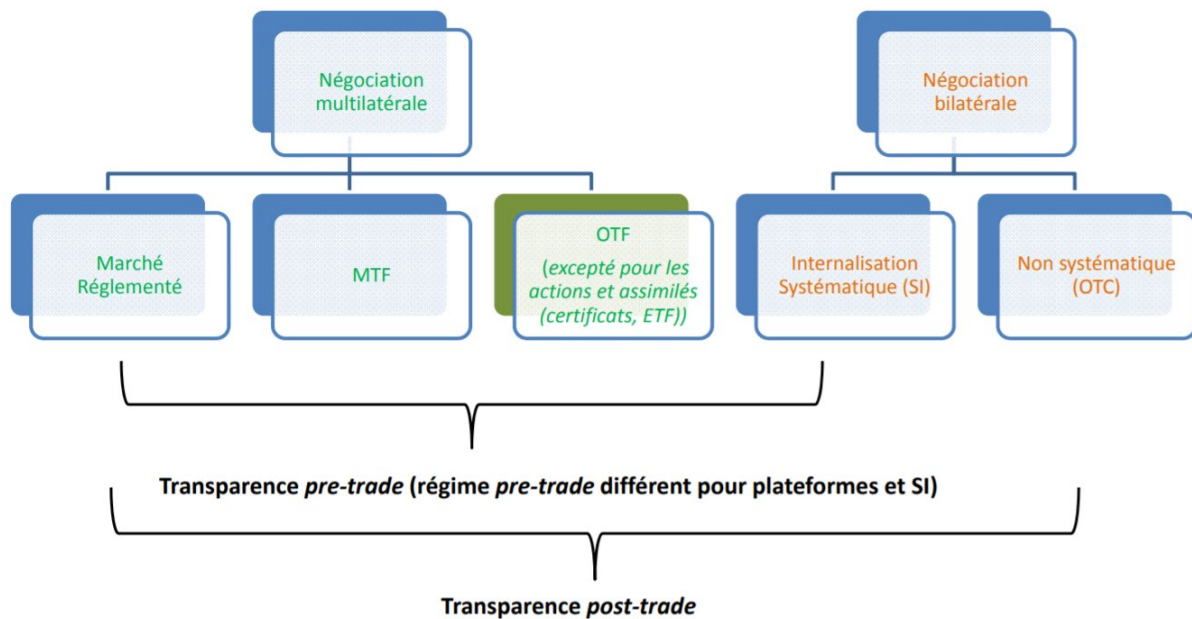 Négociation
multilatérale
Négociation
bilatérale
Marché
Réglementé
MTF
OTF
(excepté pour les
actions et assimilés
(certificats, ETF))
Internalisation
Systématique (SI)
Non systématique
(OTC)
Transparence pre-trade (régime pre-trade différent pour plateformes et SI)
Transparence post-trade